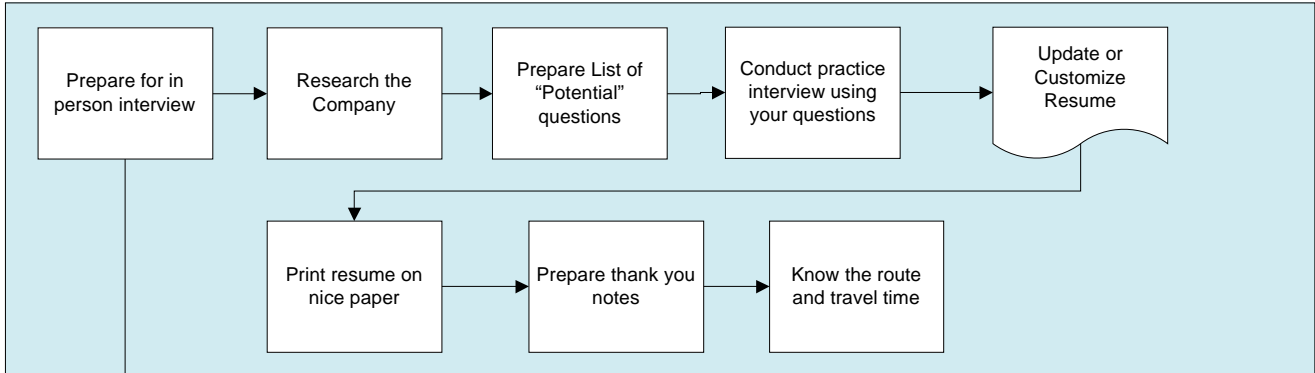 Prepare for in
person interview
Research the
Company
Prepare List of
“Potential”
questions
Conduct practice
interview using
your questions
Update or
Customize
Resume
Print resume on
nice paper
Prepare thank you
notes
Know the route
and travel time